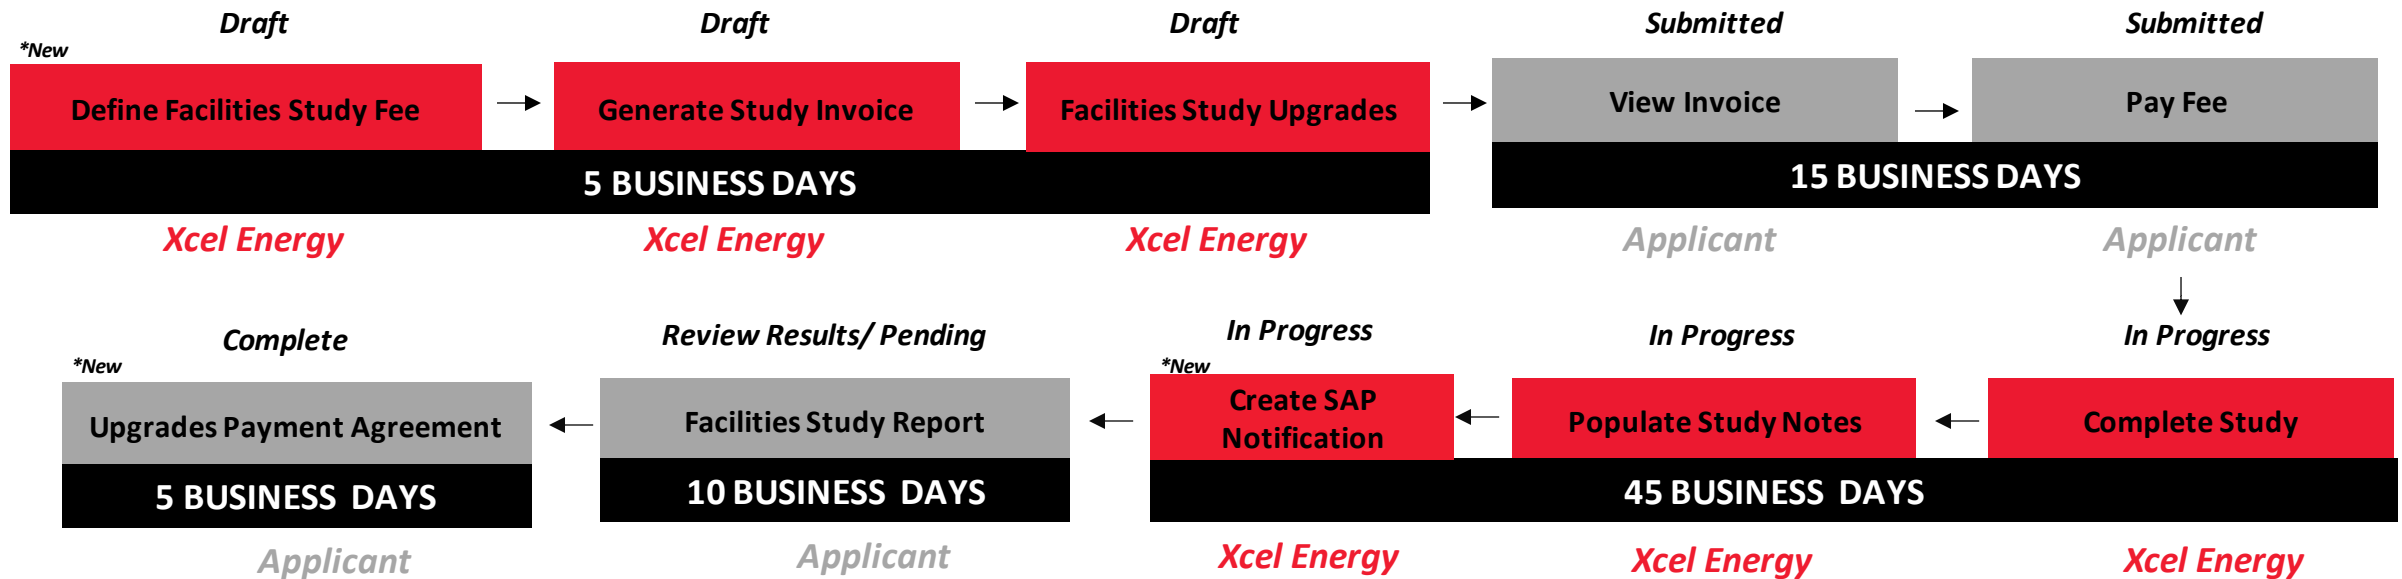 Draft
Draft
Draft
Submitted
Submitted
*New
Define Facilities Study Fee
Generate Study Invoice
Facilities Study Upgrades
View Invoice
Pay Fee
5 BUSINESS DAYS
15 BUSINESS DAYS
Xcel Energy
Xcel Energy
Xcel Energy
Applicant
Applicant
Complete
Review Results/ Pending
In Progress
In Progress
In Progress
*New
*New
Upgrades Payment Agreement
Facilities Study Report
Create SAP
Notification
Populate Study Notes
Complete Study
5 BUSINESS DAYS
10 BUSINESS DAYS
45 BUSINESS DAYS
Applicant
Applicant
Xcel Energy
Xcel Energy
Xcel Energy